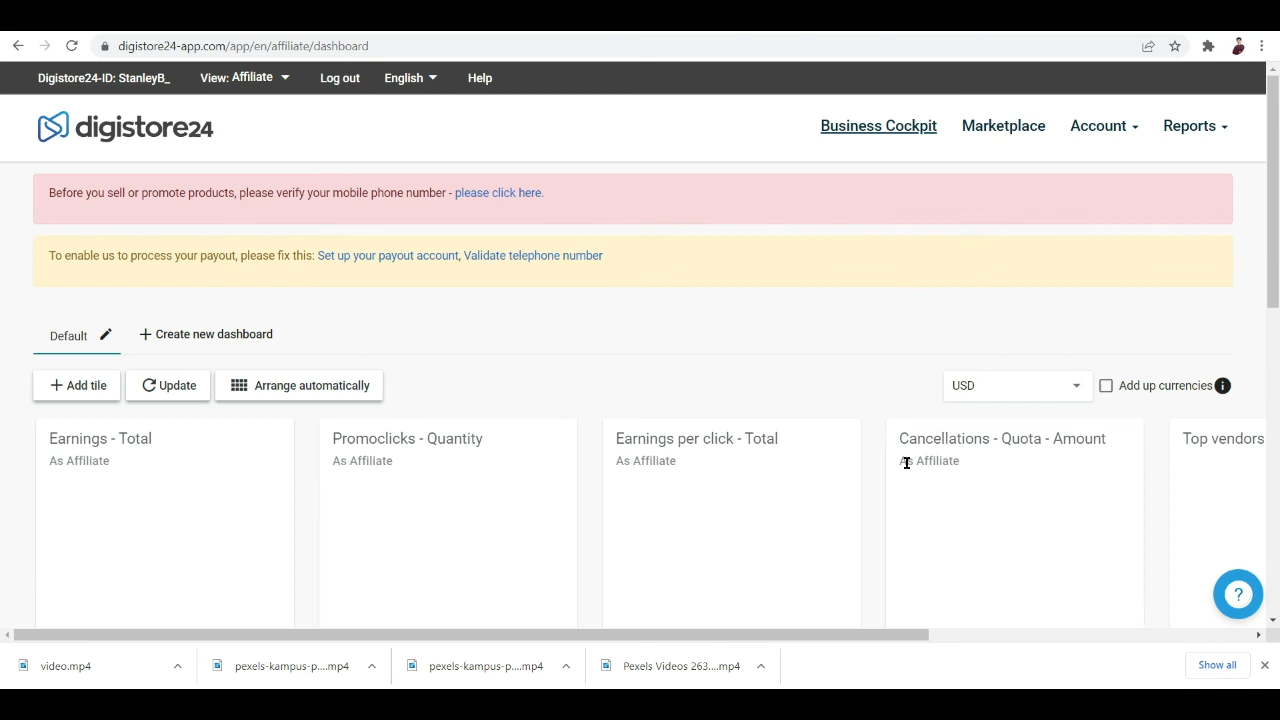 digistore24-app.com/app/en/affiliate/dashboard
Digistore24-ID: StanleyB_ View: Affiliate Log out English Help
digistore24 Business Cockpit Marketplace Account Reports
Before you sell or promote products, please verify your mobile phone number - please click here.
To enable us to process your payout, please fix this: Set up your payout account, Validate telephone number
Default + Create new dashboard
+ Add tile Update Arrange automatically USD Add up currencies i
Earnings - Total Promoclicks - Quantity Earnings per click - Total Cancellations - Quota - Amount Top vendors
As Affiliate As Affiliate As Affiliate As Affiliate
?
video.mp4 pexels-kampus-p....mp4 pexels-kampus-p....mp4 Pexels Videos 263....mp4 Show all